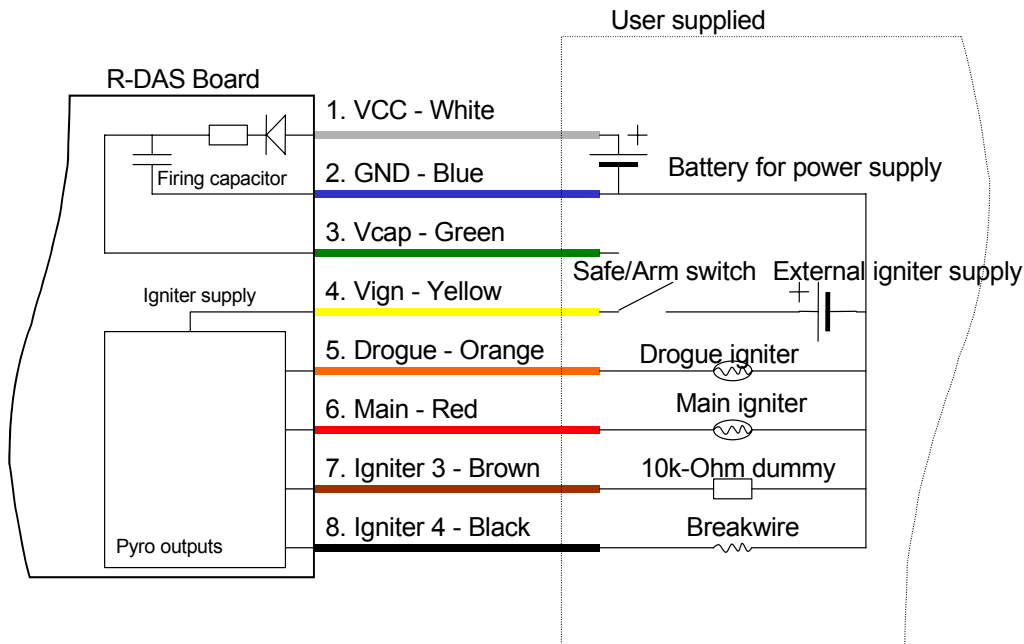 User supplied
R-DAS Board
1. VCC - White
+
Battery for power supply
Firing capacitor
2. GND - Blue
3. Vcap - Green
Safe/Arm switch
External igniter supply
+
Igniter supply
4. Vign - Yellow
5. Drogue - Orange
Drogue igniter
6. Main - Red
Main igniter
7. Igniter 3 - Brown
10k-Ohm dummy
8. Igniter 4 - Black
Breakwire
Pyro outputs